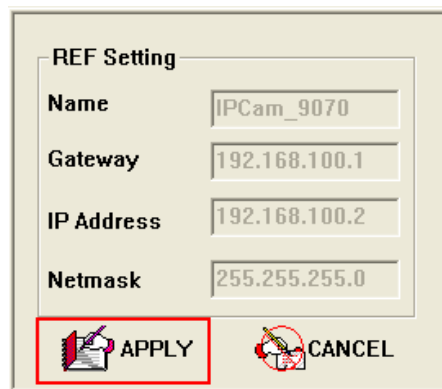 REF Setting
Name IPCam_9070
Gateway 192.168.100.1
IP Address 192.168.100.2
Netmask 255.255.255.0
APPLY CANCEL